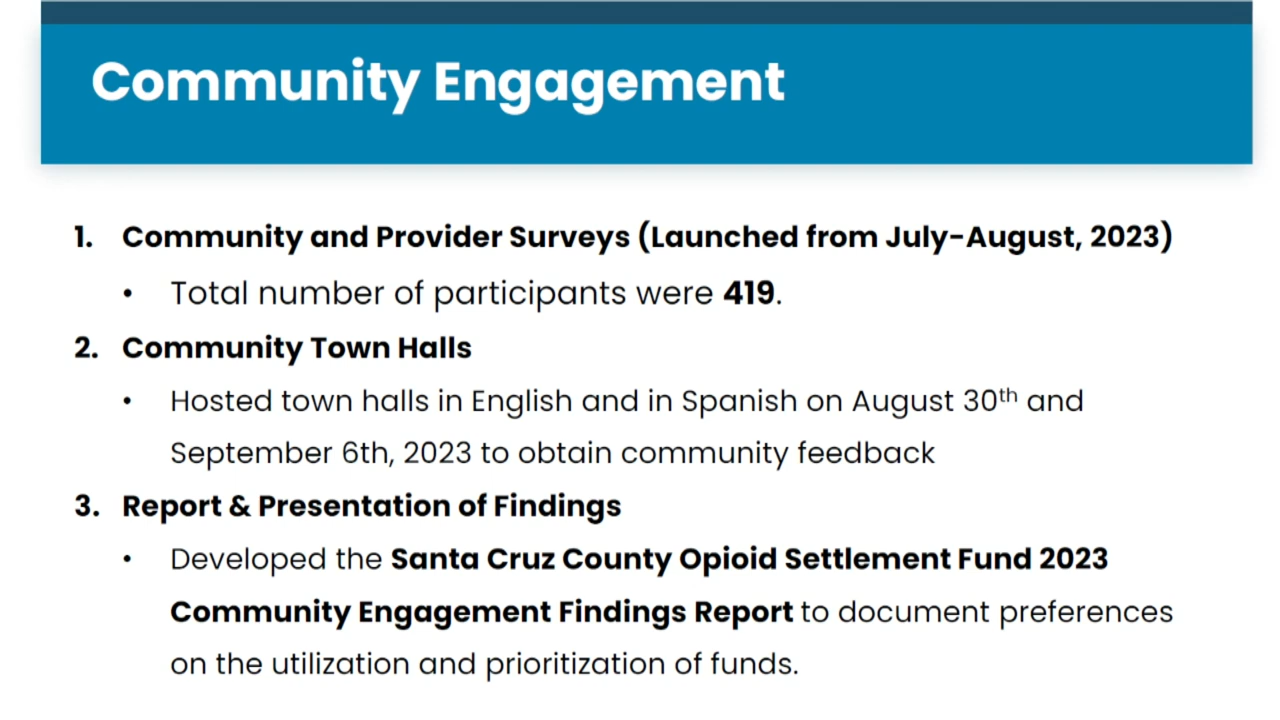 Community Engagement
1. Community and Provider Surveys (Launched from July-August, 2023)
• Total number of participants were 419.
2. Community Town Halls
• Hosted town halls in English and in Spanish on August 30th and
September 6th, 2023 to obtain community feedback
3. Report & Presentation of Findings
• Developed the Santa Cruz County Opioid Settlement Fund 2023
Community Engagement Findings Report to document preferences
on the utilization and prioritization of funds.